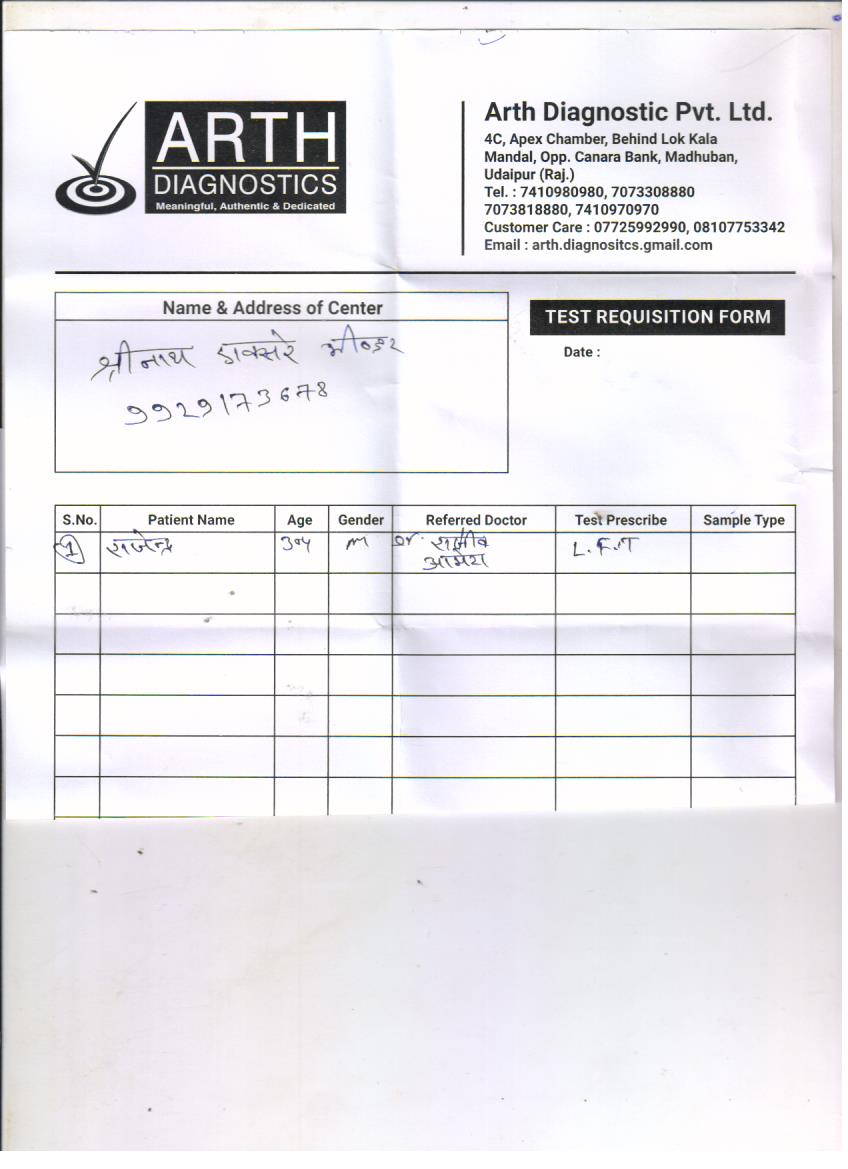 ARTH
DIAGNOSTICS
Meaningful, Authentic & Dedicated
Arth Diagnostic Pvt. Ltd.
4C, Apex Chamber, Behind Lok Kala
Mandal, Opp. Canara Bank, Madhuban,
Udaipur (Raj.)
Tel. : 7410980980, 7073308880
7073818880, 7410970970
Customer Care : 07725992990, 08107753342
Email : arth.diagnositcs.gmail.com
Name & Address of Center
श्रीनाथ डाक्सरे भीण्डर
9929173678
TEST REQUISITION FORM
Date :
S.No. Patient Name Age Gender Referred Doctor Test Prescribe Sample Type
1 राजेन्द्र M Dr. L.F.T